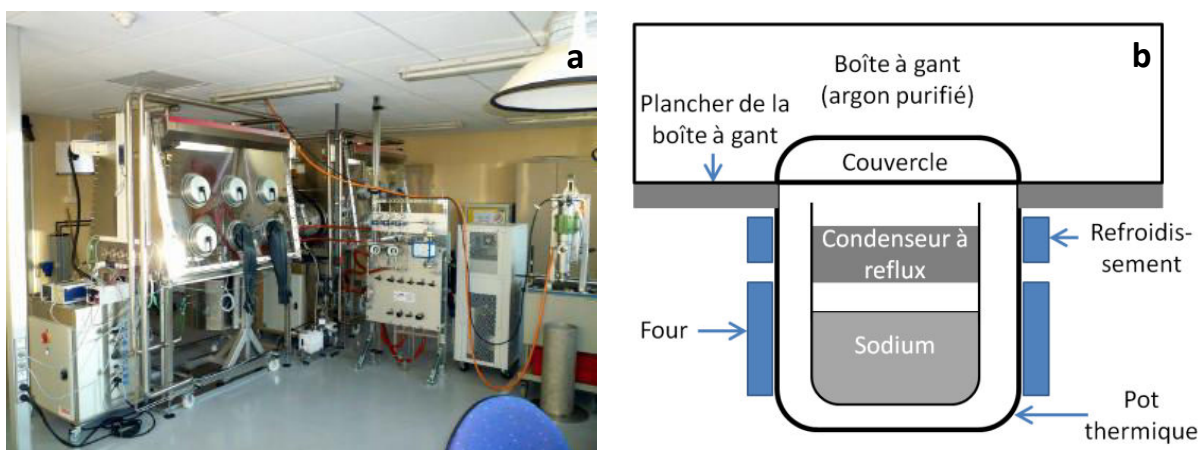 a
b
Boîte à gant
(argon purifié)
Plancher de la
boîte à gant
Couvercle
Condenseur à
reflux
Refroidis-
sement
Four
Sodium
Pot
thermique